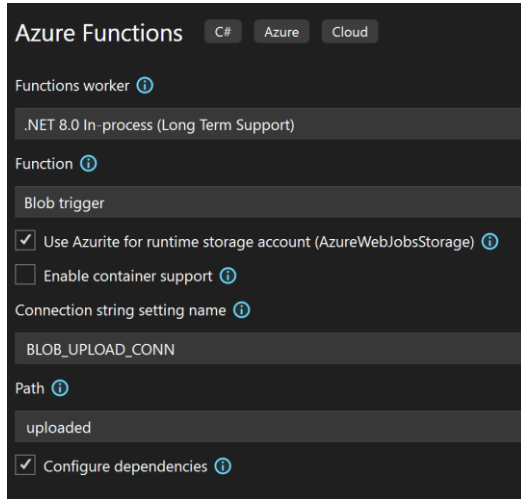 Azure Functions C# Azure Cloud
Functions worker
.NET 8.0 In-process (Long Term Support)
Function
Blob trigger
Use Azurite for runtime storage account (AzureWebJobsStorage)
Enable container support
Connection string setting name
BLOB_UPLOAD_CONN
Path
uploaded
Configure dependencies